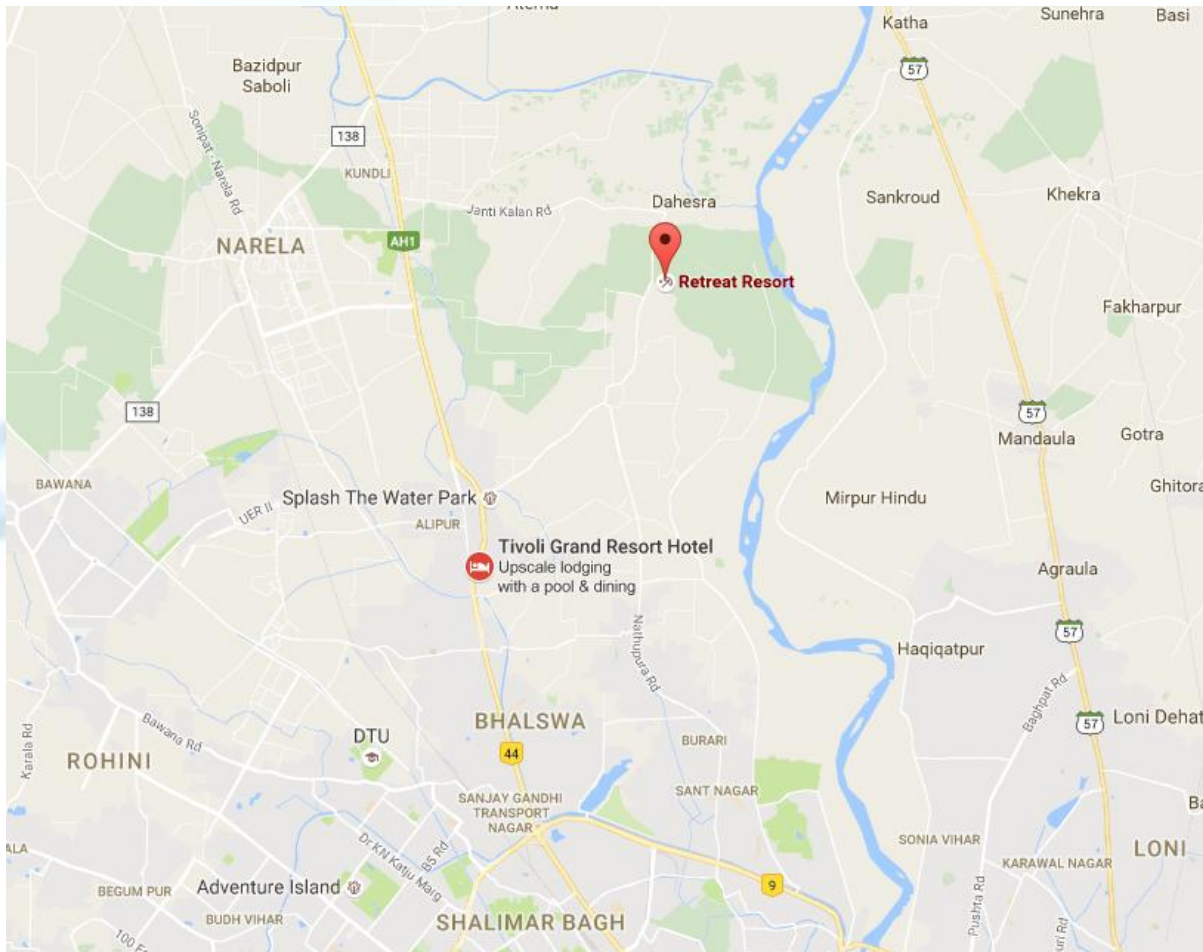 Katha
Sunehra
Basi
57
Bazidpur
Saboli
Sonipat - Narela Rd
138
KUNDLI
Dahesra
Sankroud
Khekra
Janti Kalan Rd
NARELA
AH1
Retreat Resort
Fakharpur
138
57
Mandaula
Gotra
BAWANA
Splash The Water Park
Mirpur Hindu
UER II
ALIPUR
Tivoli Grand Resort Hotel
Upscale lodging
with a pool & dining
Agraula
Nathupura Rd
57
Haqiqatpur
Baghpat Rd
Karala Rd
Bawana Rd
DTU
BHALSWA
57
Loni Dehat
ROHINI
44
BURARI
SANJAY GANDHI
TRANSPORT
NAGAR
SANT NAGAR
SONIA VIHAR
KARAWAL NAGAR
LONI
Dr KN Katju Marg
BS Rd
9
BEGUM PUR
Adventure Island
BUDH VIHAR
SHALIMAR BAGH
Pushta Rd